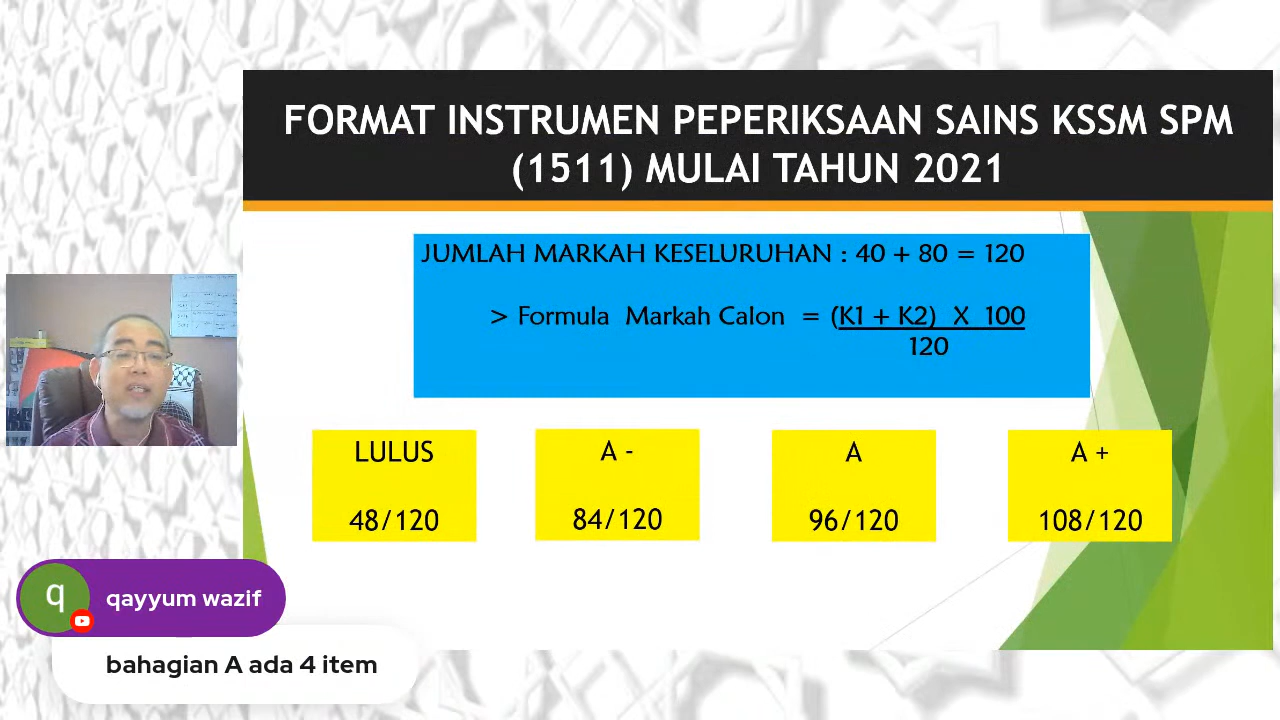 FORMAT INSTRUMEN PEPERIKSAAN SAINS KSSM SPM
(1511) MULAI TAHUN 2021
JUMLAH MARKAH KESELURUHAN : 40 + 80 = 120
> Formula Markah Calon = (K1 + K2) X 100
120
LULUS
48/120
A -
84/120
A
96/120
A +
108/120
q
qayyum wazif
bahagian A ada 4 item